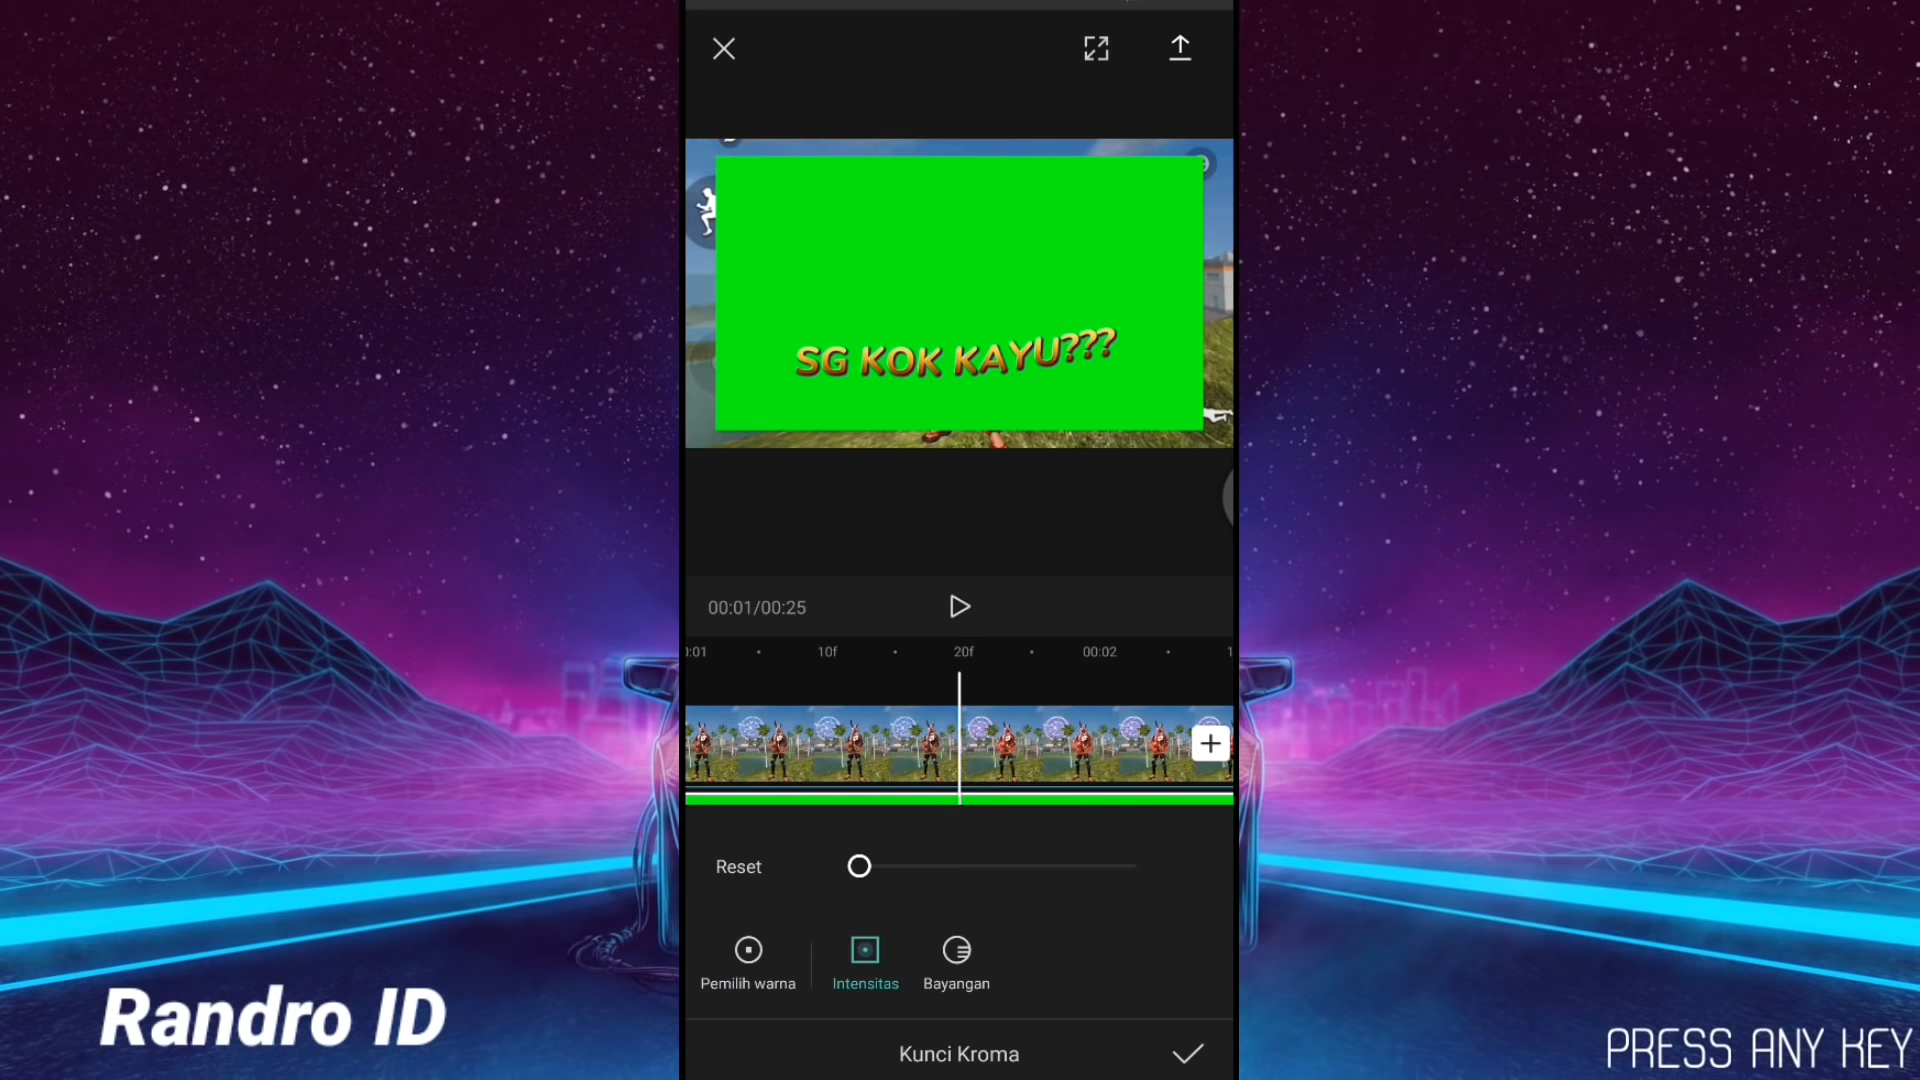 SG KOK KAYU???
00:01/00:25
0:01
10f
20f
00:02
Reset
Pemilih warna
Intensitas
Bayangan
Kunci Kroma
Randro ID
PRESS ANY KEY